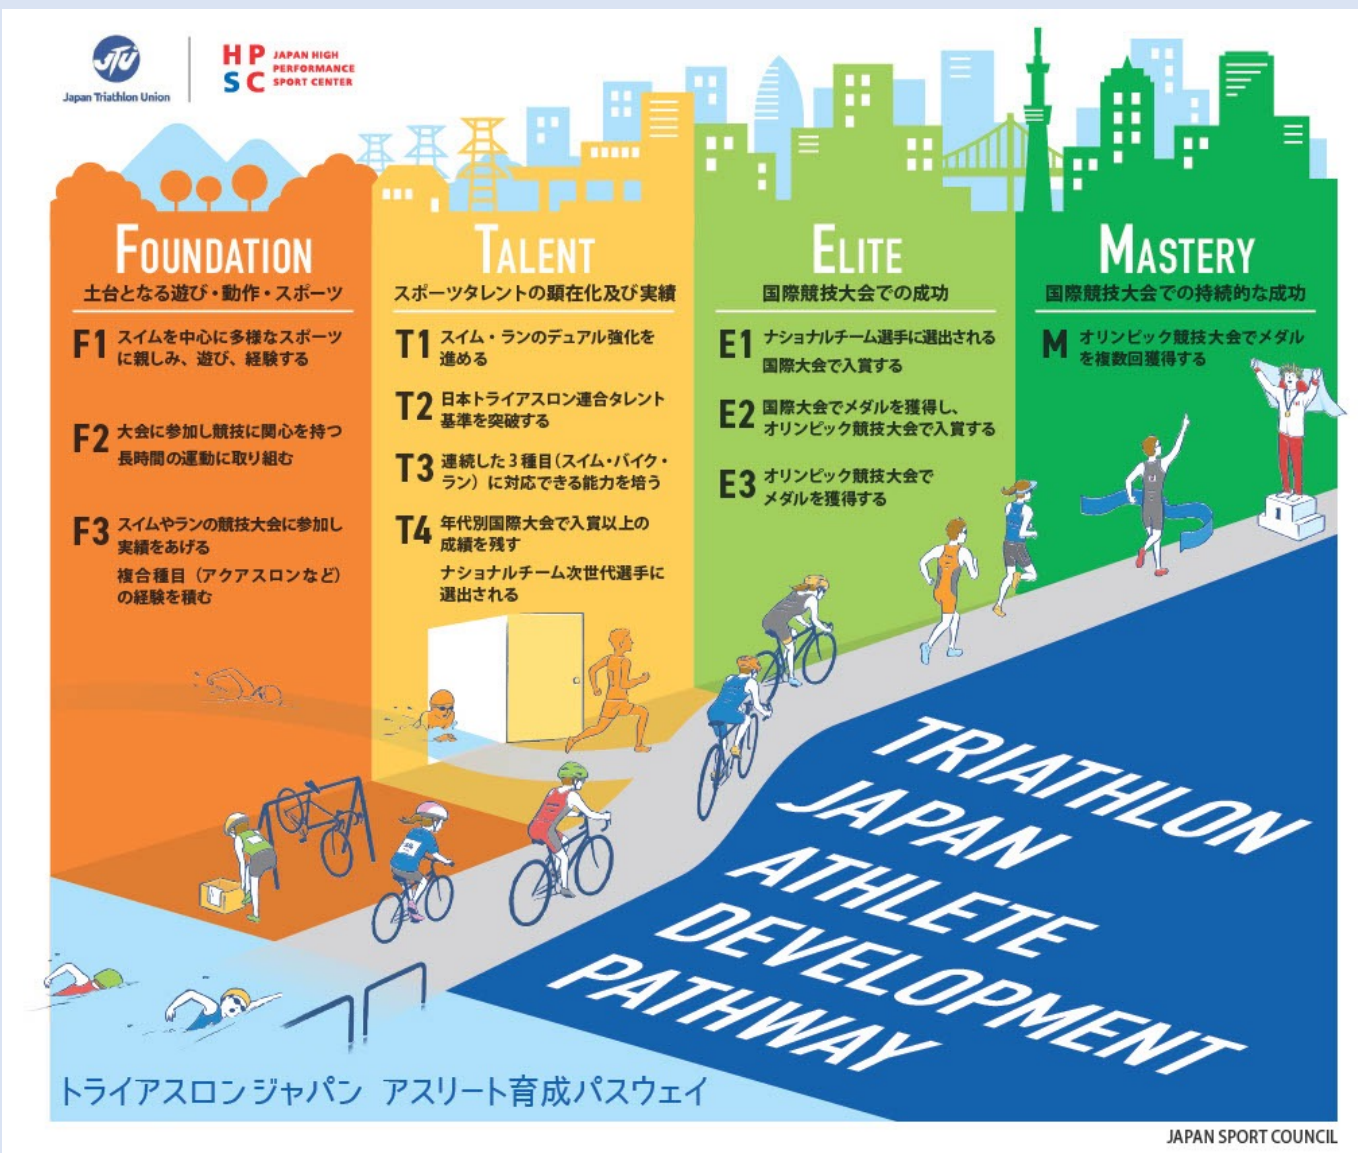 JTU
Japan Triathlon Union
HP
SC
JAPAN HIGH
PERFORMANCE
SPORT CENTER
FOUNDATION
土台となる遊び・動作・スポーツ
F1
スイムを中心に多様なスポーツ
に親しみ、遊び、経験する
F2
大会に参加し競技に関心を持つ
長時間の運動に取り組む
F3
スイムやランの競技大会に参加し
実績をあげる
複合種目（アクアスロンなど）
の経験を積む
TALENT
スポーツタレントの顕在化及び実績
T1
スイム・ランのデュアル強化を
進める
T2
日本トライアスロン連合タレント
基準を突破する
T3
連続した3種目（スイム・バイク・
ラン）に対応できる能力を培う
T4
年代別国際大会で入賞以上の
成績を残す
ナショナルチーム次世代選手に
選出される
ELITE
国際競技大会での成功
E1
ナショナルチーム選手に選出される
国際大会で入賞する
E2
国際大会でメダルを獲得し、
オリンピック競技大会で入賞する
E3
オリンピック競技大会で
メダルを獲得する
MASTERY
国際競技大会での持続的な成功
M
オリンピック競技大会でメダル
を複数回獲得する
1
TRIATHLON
JAPAN
ATHLETE
DEVELOPMENT
PATHWAY
トライアスロンジャパン アスリート育成パスウェイ
JAPAN SPORT COUNCIL